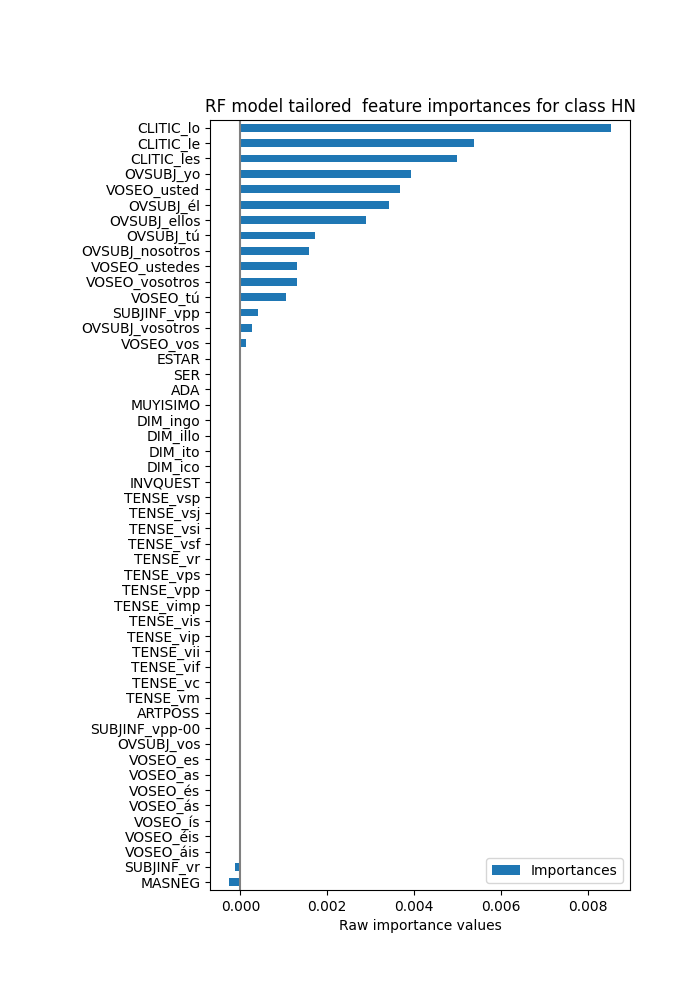 RF model tailored  feature importances for class HN
CLITIC_lo
CLITIC_le
CLITIC_les
OVSUBJ_yo
VOSEO_usted
OVSUBJ_él
OVSUBJ_ellos
OVSUBJ_tú
OVSUBJ_nosotros
VOSEO_ustedes
VOSEO_vosotros
VOSEO_tú
SUBJINF_vpp
OVSUBJ_vosotros
VOSEO_vos
ESTAR
SER
ADA
MUYISIMO
DIM_ingo
DIM_illo
DIM_ito
DIM_ico
INVQUEST
TENSE_vsp
TENSE_vsj
TENSE_vsi
TENSE_vsf
TENSE_vr
TENSE_vps
TENSE_vpp
TENSE_vimp
TENSE_vis
TENSE_vip
TENSE_vii
TENSE_vif
TENSE_vc
TENSE_vm
ARTPOSS
SUBJINF_vpp-00
OVSUBJ_vos
VOSEO_es
VOSEO_as
VOSEO_és
VOSEO_ás
VOSEO_ís
VOSEO_éis
VOSEO_áis
SUBJINF_vr
MASNEG
Importances
0.000 0.002 0.004 0.006 0.008
Raw importance values